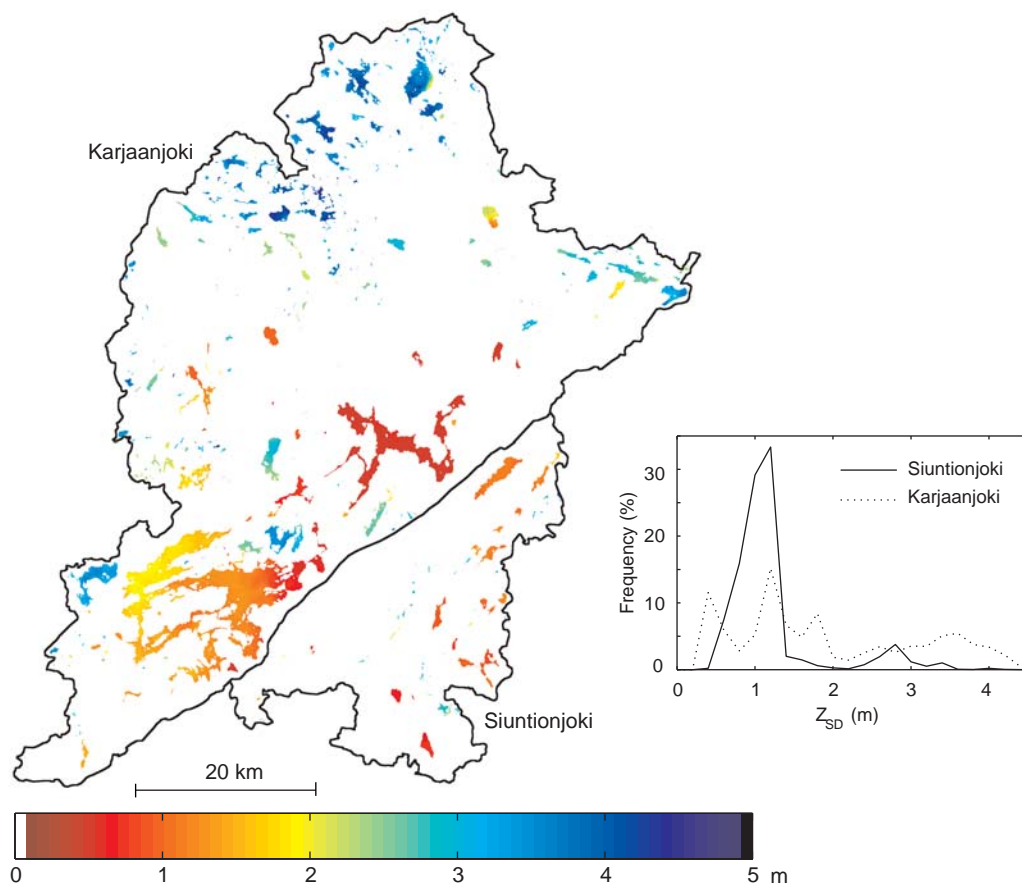 Karjaanjoki
Siuntionjoki
20 km
0 1 2 3 4 5 m
Siuntionjoki
Karjaanjoki
Frequency (%)
30
20
10
0
0 1 2 3 4
Z_SD (m)